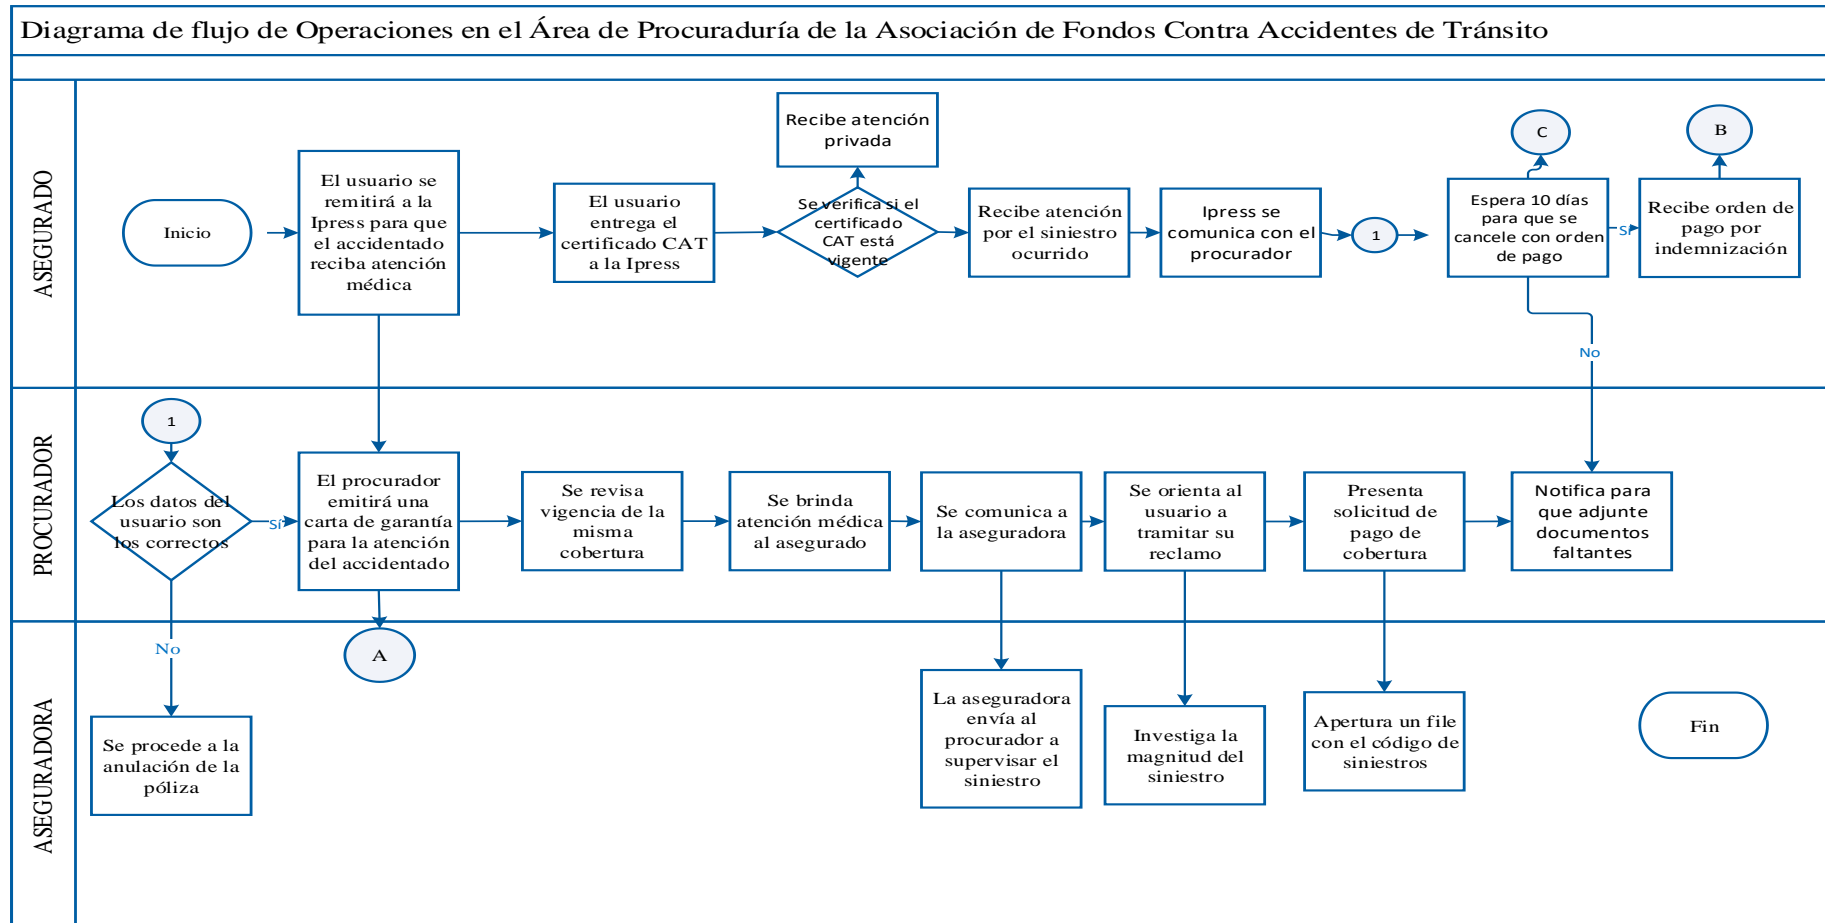 Diagrama de flujo de Operaciones en el Área de Procuraduría de la Asociación de Fondos Contra Accidentes de Tránsito
ASEGURADO
Inicio
El usuario se
remitirá a la
Ipress para que
el accidentado
reciba atención
médica
El usuario
entrega el
certificado CAT
a la Ipress
Recibe atención
privada
Se verifica si el
certificado
CAT está
vigente
Recibe atención
por el siniestro
ocurrido
Ipress se
comunica con el
procurador
1
C
Espera 10 días
para que se
cancele con orden
de pago
Sí
B
Recibe orden de
pago por
indemnización
No
PROCURADOR
1
Los datos del
usuario son
los correctos
Sí
El procurador
emitirá una
carta de garantía
para la atención
del accidentado
Se revisa
vigencia de la
misma
cobertura
Se brinda
atención médica
al asegurado
Se comunica a
la aseguradora
Se orienta al
usuario a
tramitar su
reclamo
Presenta
solicitud de
pago de
cobertura
Notifica para
que adjunte
documentos
faltantes
ASEGURADORA
No
A
Se procede a la
anulación de la
póliza
La aseguradora
envía al
procurador a
supervisar el
siniestro
Investiga la
magnitud del
siniestro
Apertura un file
con el código de
siniestros
Fin